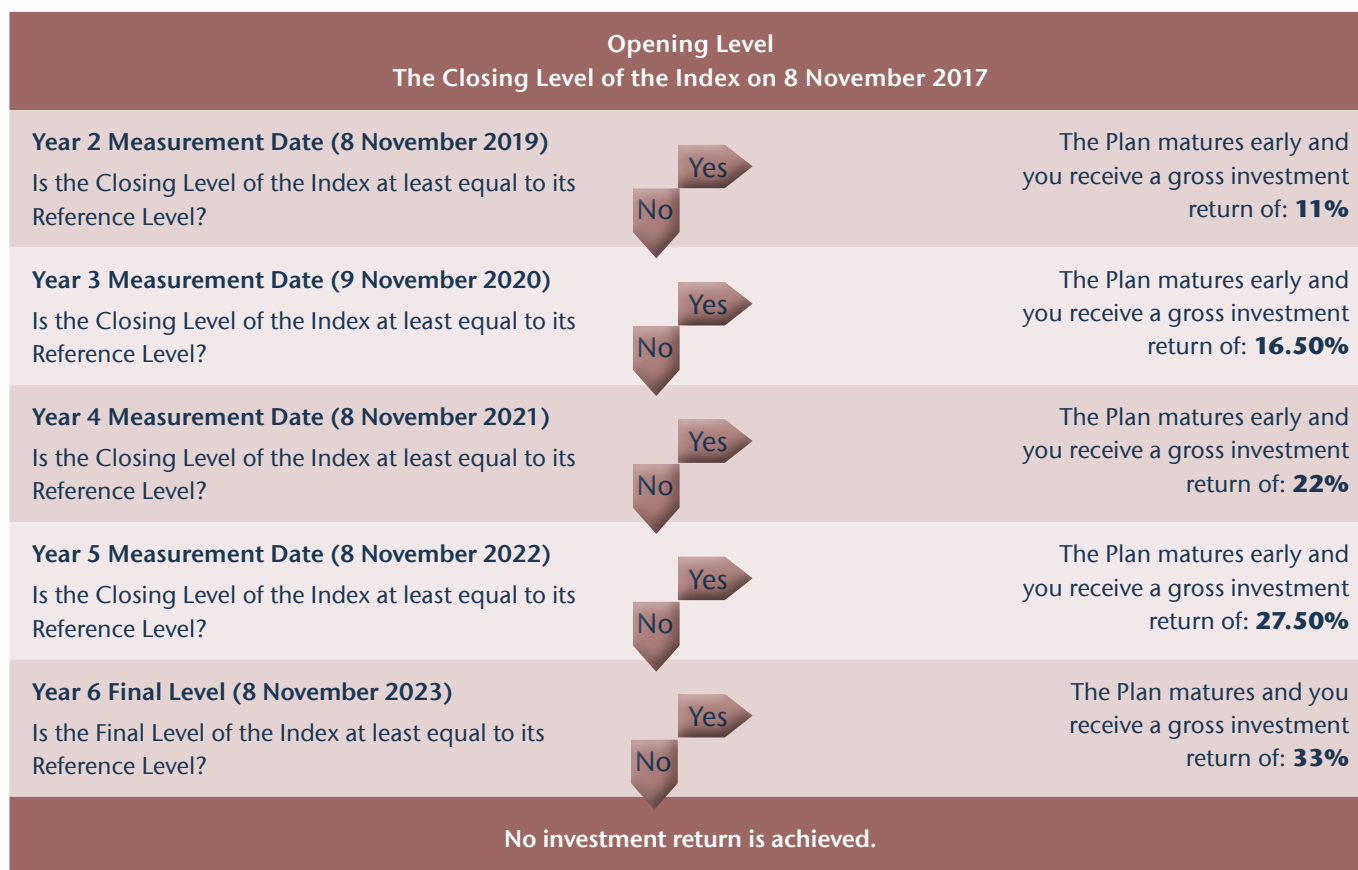 Opening Level
The Closing Level of the Index on 8 November 2017
Year 2 Measurement Date (8 November 2019)
Is the Closing Level of the Index at least equal to its
Reference Level?
Yes
No
The Plan matures early and
you receive a gross investment
return of: 11%
Year 3 Measurement Date (9 November 2020)
Is the Closing Level of the Index at least equal to its
Reference Level?
Yes
No
The Plan matures early and
you receive a gross investment
return of: 16.50%
Year 4 Measurement Date (8 November 2021)
Is the Closing Level of the Index at least equal to its
Reference Level?
Yes
No
The Plan matures early and
you receive a gross investment
return of: 22%
Year 5 Measurement Date (8 November 2022)
Is the Closing Level of the Index at least equal to its
Reference Level?
Yes
No
The Plan matures early and
you receive a gross investment
return of: 27.50%
Year 6 Final Level (8 November 2023)
Is the Final Level of the Index at least equal to its
Reference Level?
Yes
No
The Plan matures and you
receive a gross investment
return of: 33%
No investment return is achieved.